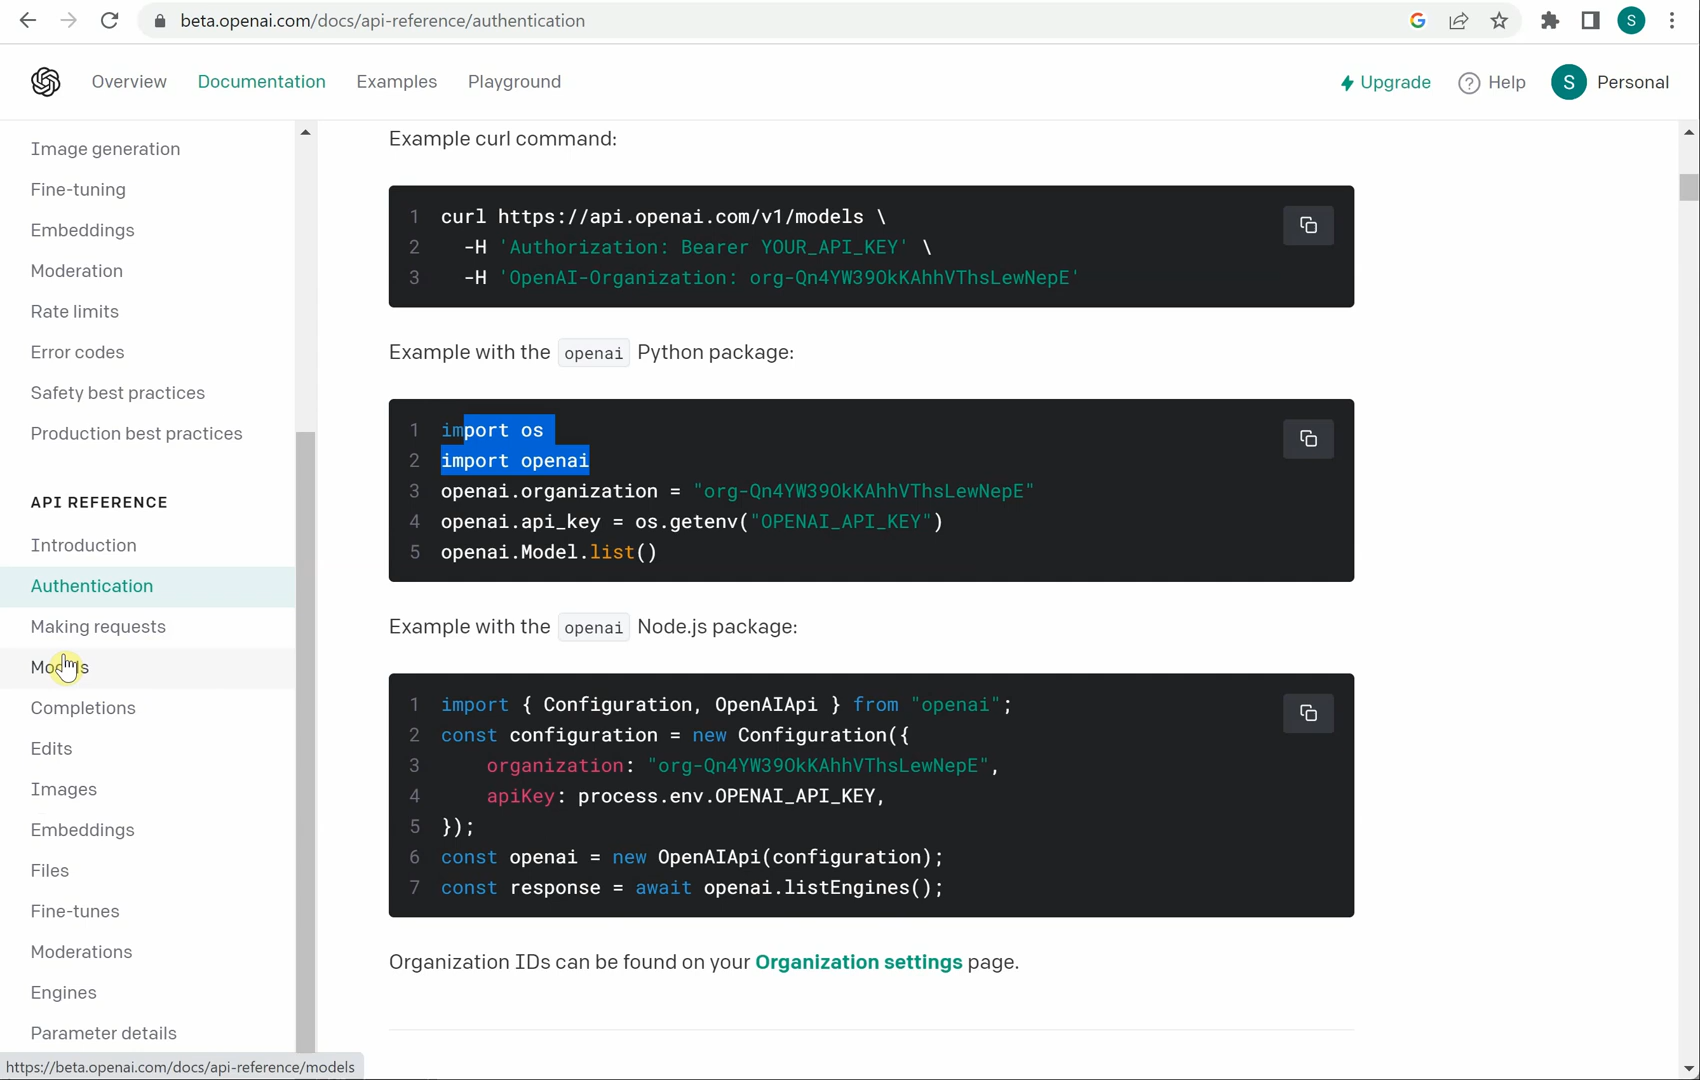 beta.openai.com/docs/api-reference/authentication
S
Overview
Documentation
Examples
Playground
Upgrade
? Help
S Personal
Image generation
Fine-tuning
Embeddings
Moderation
Rate limits
Error codes
Safety best practices
Production best practices
API REFERENCE
Introduction
Authentication
Making requests
Models
Completions
Edits
Images
Embeddings
Files
Fine-tunes
Moderations
Engines
Parameter details
https://beta.openai.com/docs/api-reference/models
Example curl command:
1 curl https://api.openai.com/v1/models \
2 -H 'Authorization: Bearer YOUR_API_KEY' \
3 -H 'OpenAI-Organization: org-Qn4YW39OkKAhhVThsLewNepE'
Example with the openai Python package:
1 import os
2 import openai
3 openai.organization = "org-Qn4YW39OkKAhhVThsLewNepE"
4 openai.api_key = os.getenv("OPENAI_API_KEY")
5 openai.Model.list()
Example with the openai Node.js package:
1 import { Configuration, OpenAIApi } from "openai";
2 const configuration = new Configuration({
3 organization: "org-Qn4YW39OkKAhhVThsLewNepE",
4 apiKey: process.env.OPENAI_API_KEY,
5 });
6 const openai = new OpenAIApi(configuration);
7 const response = await openai.listEngines();
Organization IDs can be found on your Organization settings page.